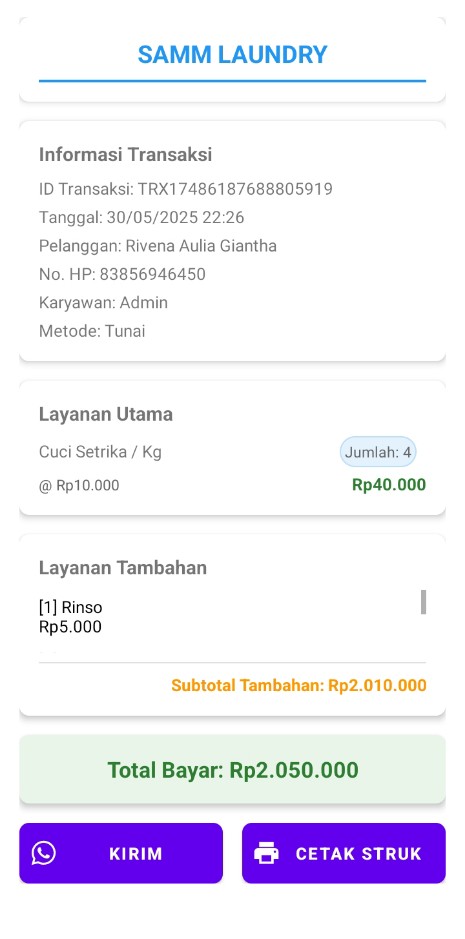 SAMM LAUNDRY
Informasi Transaksi
ID Transaksi: TRX17486187688805919
Tanggal: 30/05/2025 22:26
Pelanggan: Rivena Aulia Giantha
No. HP: 83856946450
Karyawan: Admin
Metode: Tunai
Layanan Utama
Cuci Setrika / Kg
Jumlah: 4
@ Rp10.000
Rp40.000
Layanan Tambahan
[1] Rinso
Rp5.000
Subtotal Tambahan: Rp2.010.000
Total Bayar: Rp2.050.000
KIRIM
CETAK STRUK